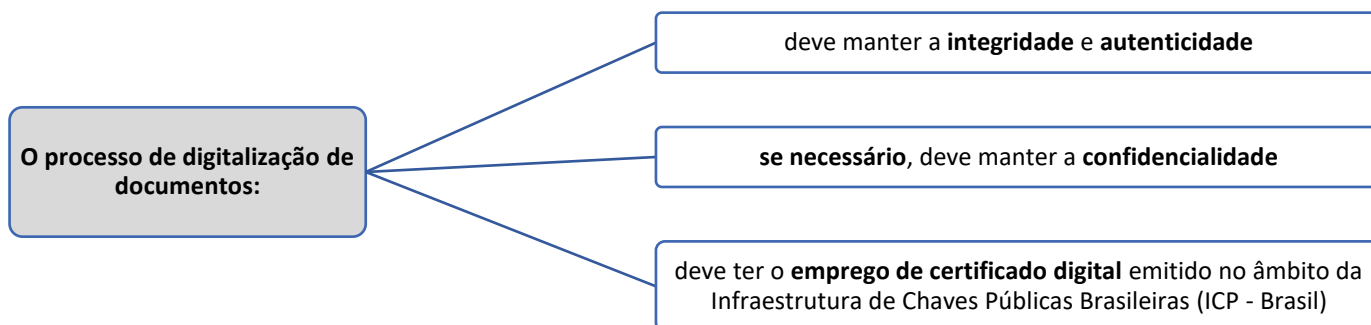 O processo de digitalização de
documentos:
deve manter a integridade e autenticidade
se necessário, deve manter a confidencialidade
deve ter o emprego de certificado digital emitido no âmbito da
Infraestrutura de Chaves Públicas Brasileiras (ICP - Brasil)